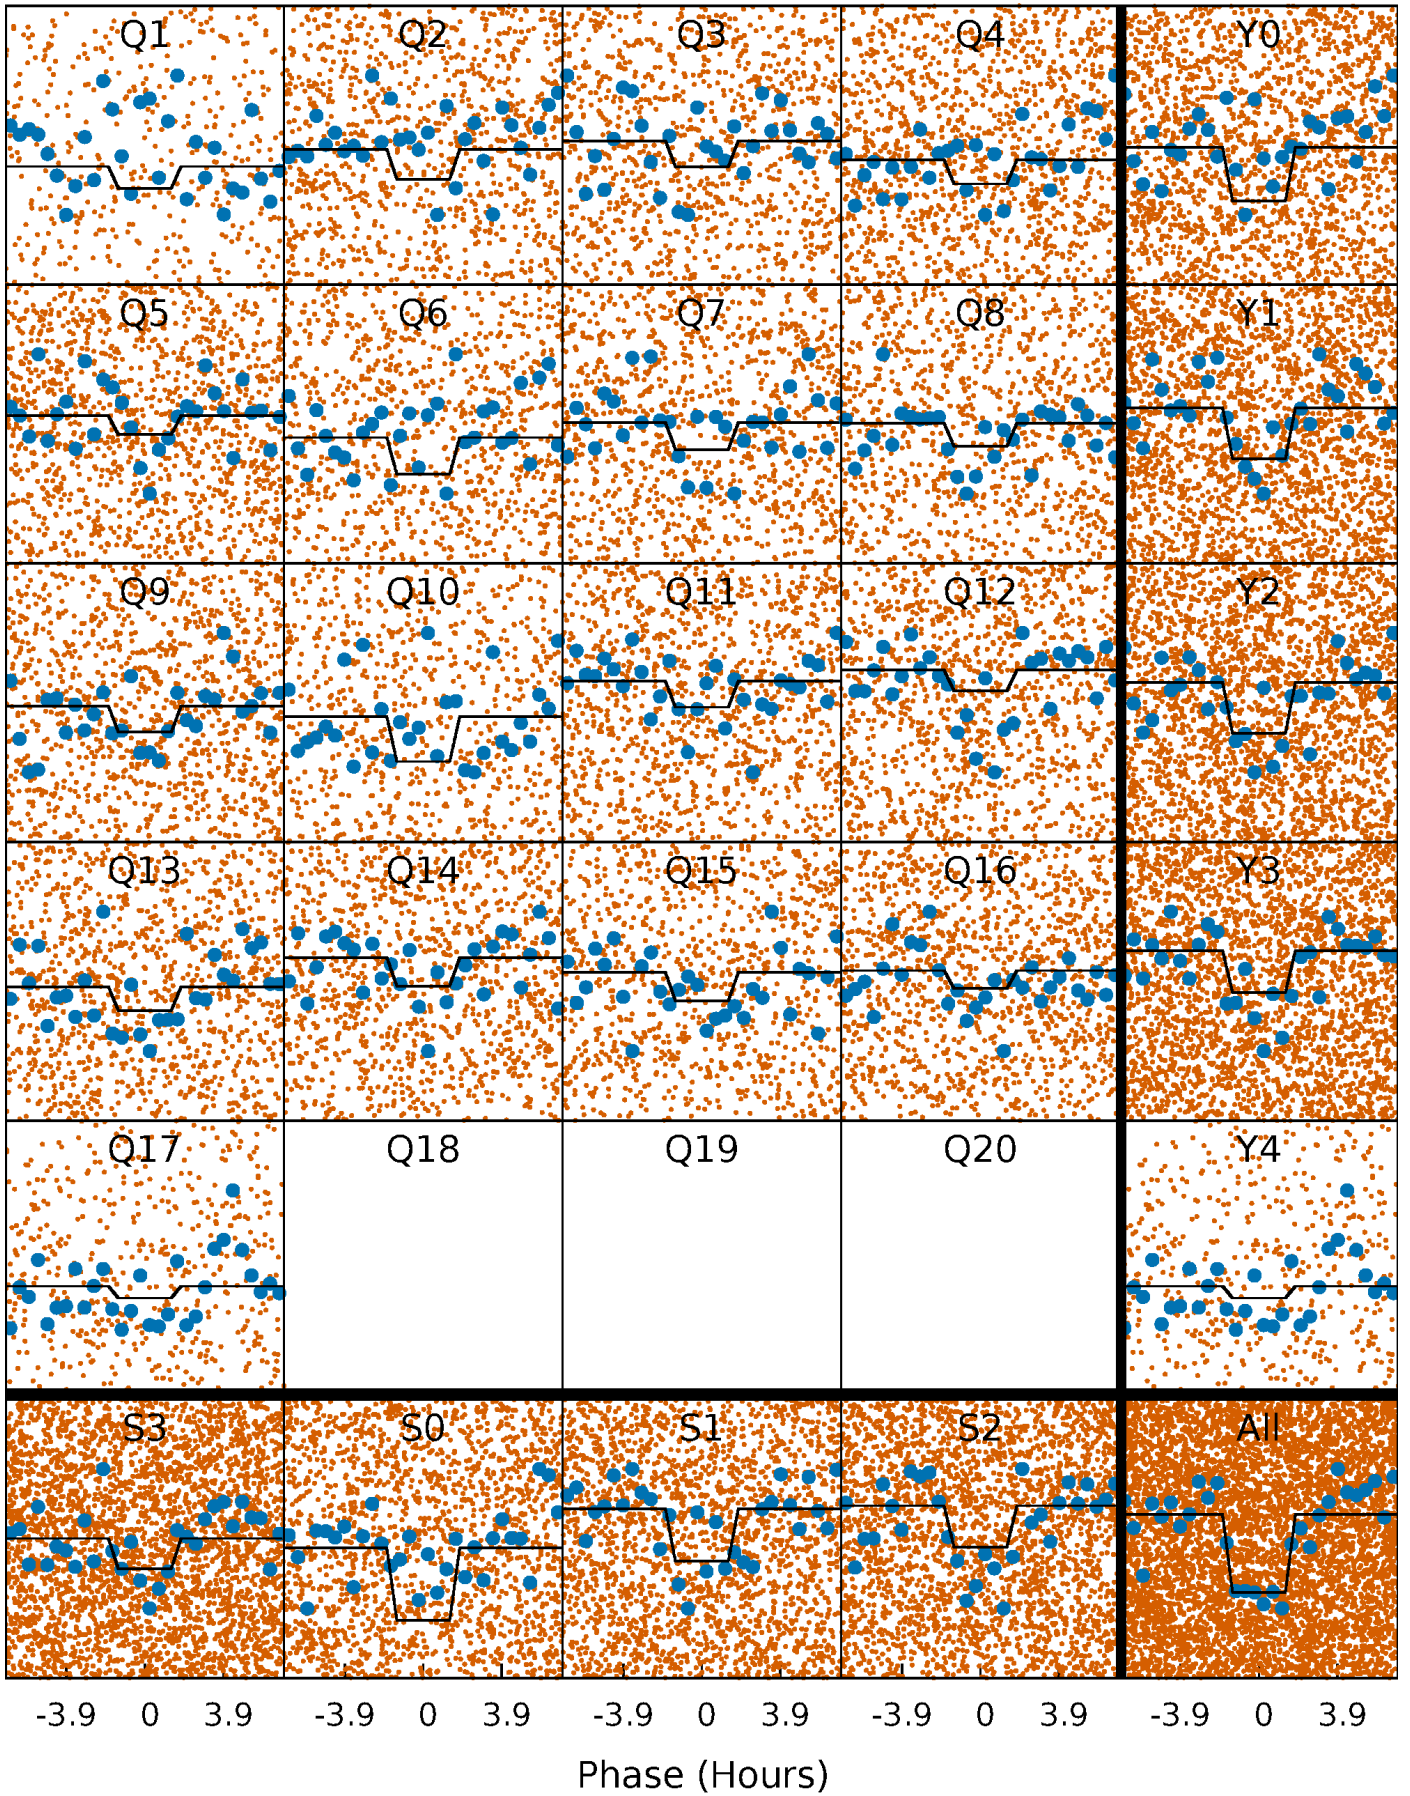 Q1 Q2 Q3 Q4 Y0
Q5 Q6 Q7 Q8 Y1
Q9 Q10 Q11 Q12 Y2
Q13 Q14 Q15 Q16 Y3
Q17 Q18 Q19 Q20 Y4
S3 S0 S1 S2 All
-3.9 0 3.9 -3.9 0 3.9 -3.9 0 3.9 -3.9 0 3.9 -3.9 0 3.9
Phase (Hours)